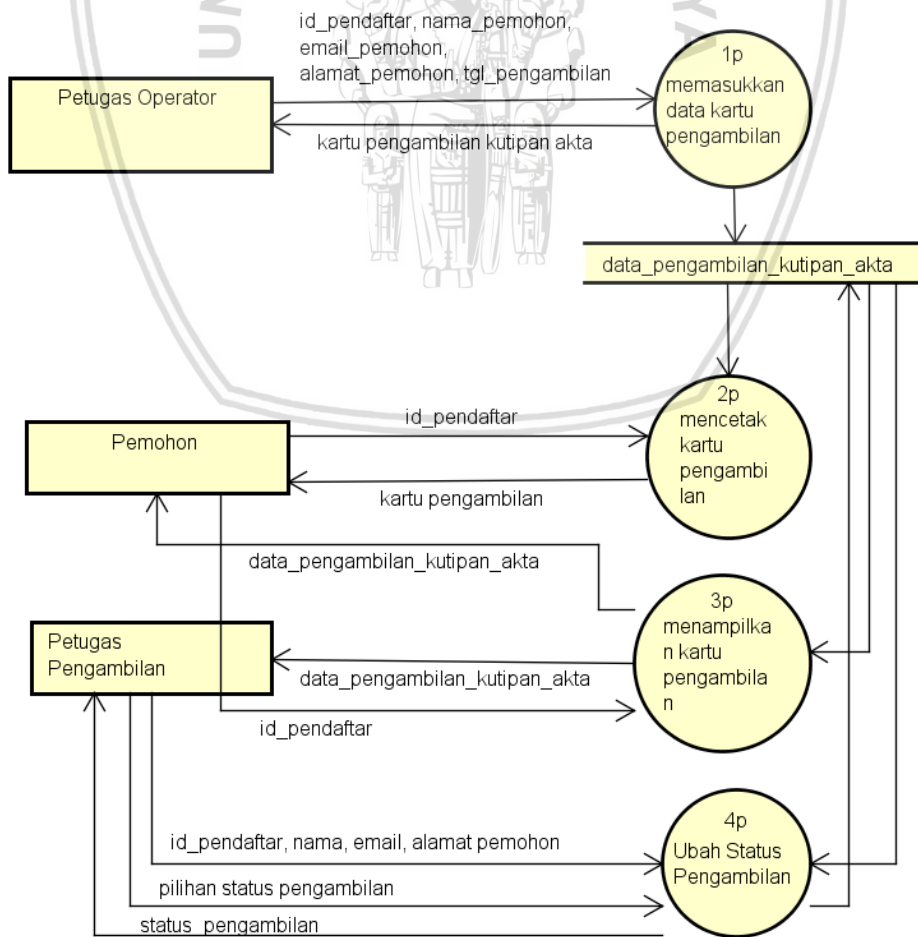 id_pendaftar, nama_pemohon,
email_pemohon,
alamat_pemohon, tgl_pengambilan
Petugas Operator
kartu pengambilan kutipan akta
1p
memasukkan
data kartu
pengambilan
data_pengambilan_kutipan_akta
Pemohon
id_pendaftar
kartu pengambilan
2p
mencetak
kartu
pengambi
lan
data_pengambilan_kutipan_akta
Petugas
Pengambilan
data_pengambilan_kutipan_akta
id_pendaftar
3p
menampilka
n kartu
pengambila
n
id_pendaftar, nama, email, alamat pemohon
pilihan status pengambilan
status_pengambilan
4p
Ubah Status
Pengambilan
YA